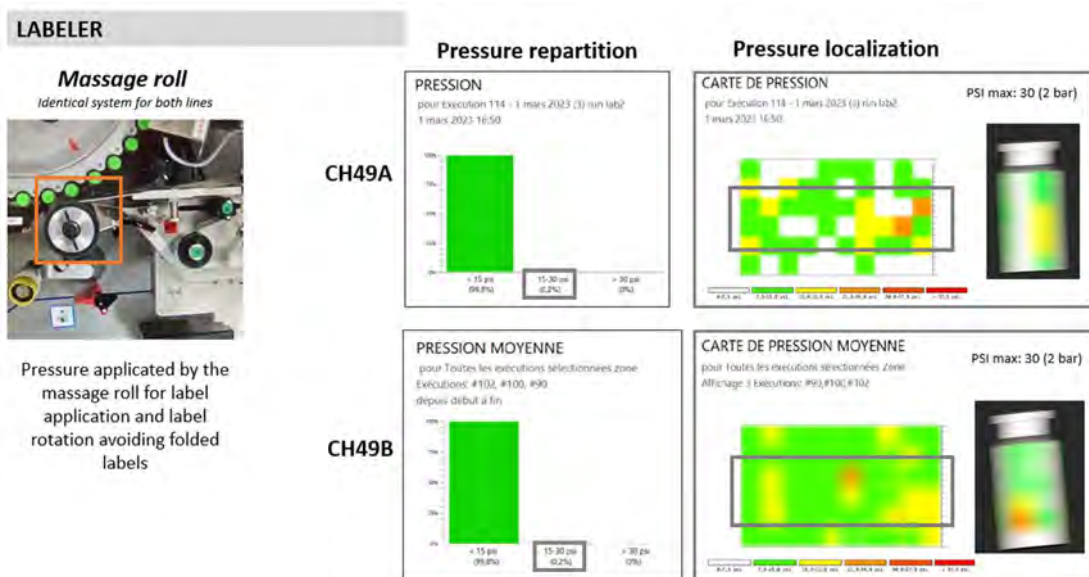 LABELER
Massage roll
Identical system for both lines
Pressure applicated by the
massage roll for label
application and label
rotation avoiding folded
labels
Pressure repartition
Pressure localization
CH49A
PRESSION
pour Exécution 114 - 1 mars 2023 (3) run lab2
1 mars 2023 16:50
100%
0%
< 15 psi
(99,8%)
15-30 psi
(0,2%)
> 30 psi
(0%)
CARTE DE PRESSION
pour Exécution 114 - 1 mars 2023 (3) run lab2
1 mars 2023 16:50
PSI max: 30 (2 bar)
CH49B
PRESSION MOYENNE
pour Toutes les exécutions sélectionnées zone
Exécutions: #102, #100, #90
depuis début à fin
100%
0%
< 15 psi
(99,8%)
15-30 psi
(0,2%)
> 30 psi
(0%)
CARTE DE PRESSION MOYENNE
pour Toutes les exécutions sélectionnées Zone
Affichage 3 Exécutions: #90,#100,#102
PSI max: 30 (2 bar)